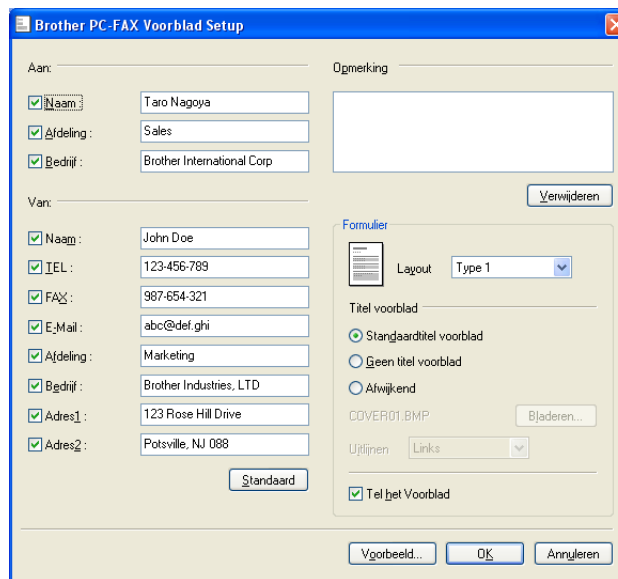 Brother PC-FAX Voorblad Setup
Aan:
Naam :
Taro Nagoya
Afdeling :
Sales
Bedrijf :
Brother International Corp
Van:
Naam :
John Doe
TEL :
123-456-789
FAX :
987-654-321
E-Mail :
abc@def.ghi
Afdeling :
Marketing
Bedrijf :
Brother Industries, LTD
Adres1 :
123 Rose Hill Drive
Adres2 :
Potsville, NJ 088
Standaard
Opmerking
Verwijderen
Formulier
Layout
Type 1
Titel voorblad
Standaardtitel voorblad
Geen titel voorblad
Afwijkend
COVER01.BMP
Bladeren...
Uitlijnen
Links
Tel het Voorblad
Voorbeeld...
OK
Annuleren